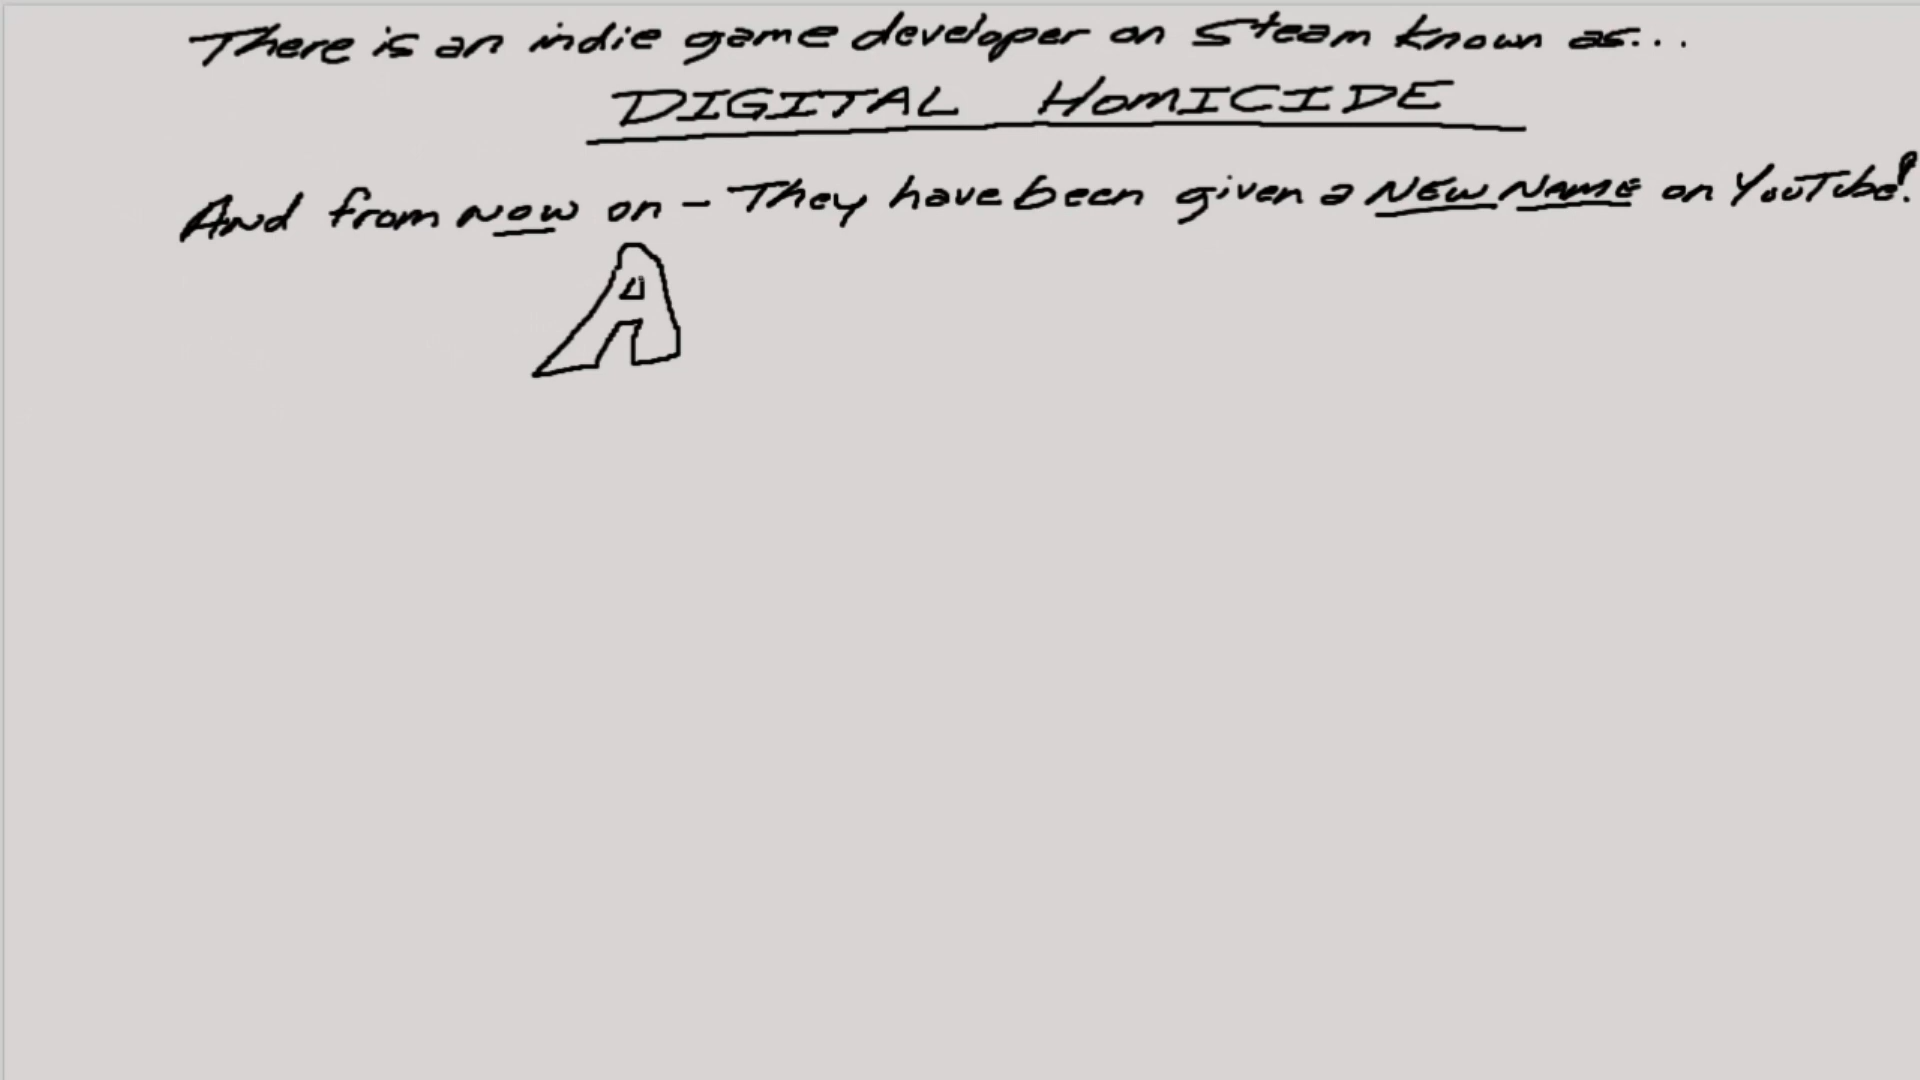 There is an indie game developer on Steam known as...
DIGITAL HOMICIDE
And from now on - They have been given a NEW NAME on YouTube!
A